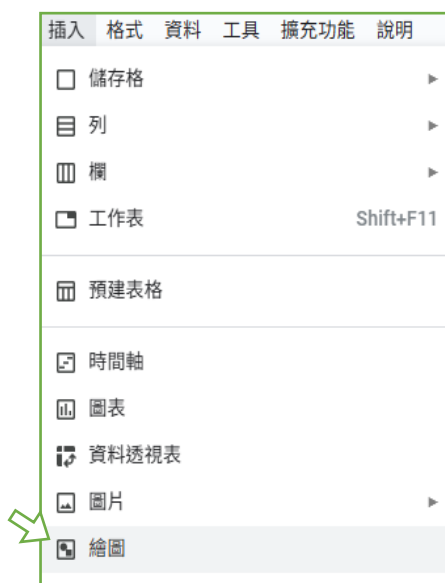 插入 格式 資料 工具 擴充功能 說明
儲存格
列
欄
工作表 Shift+F11
預建表格
時間軸
圖表
資料透視表
圖片
繪圖